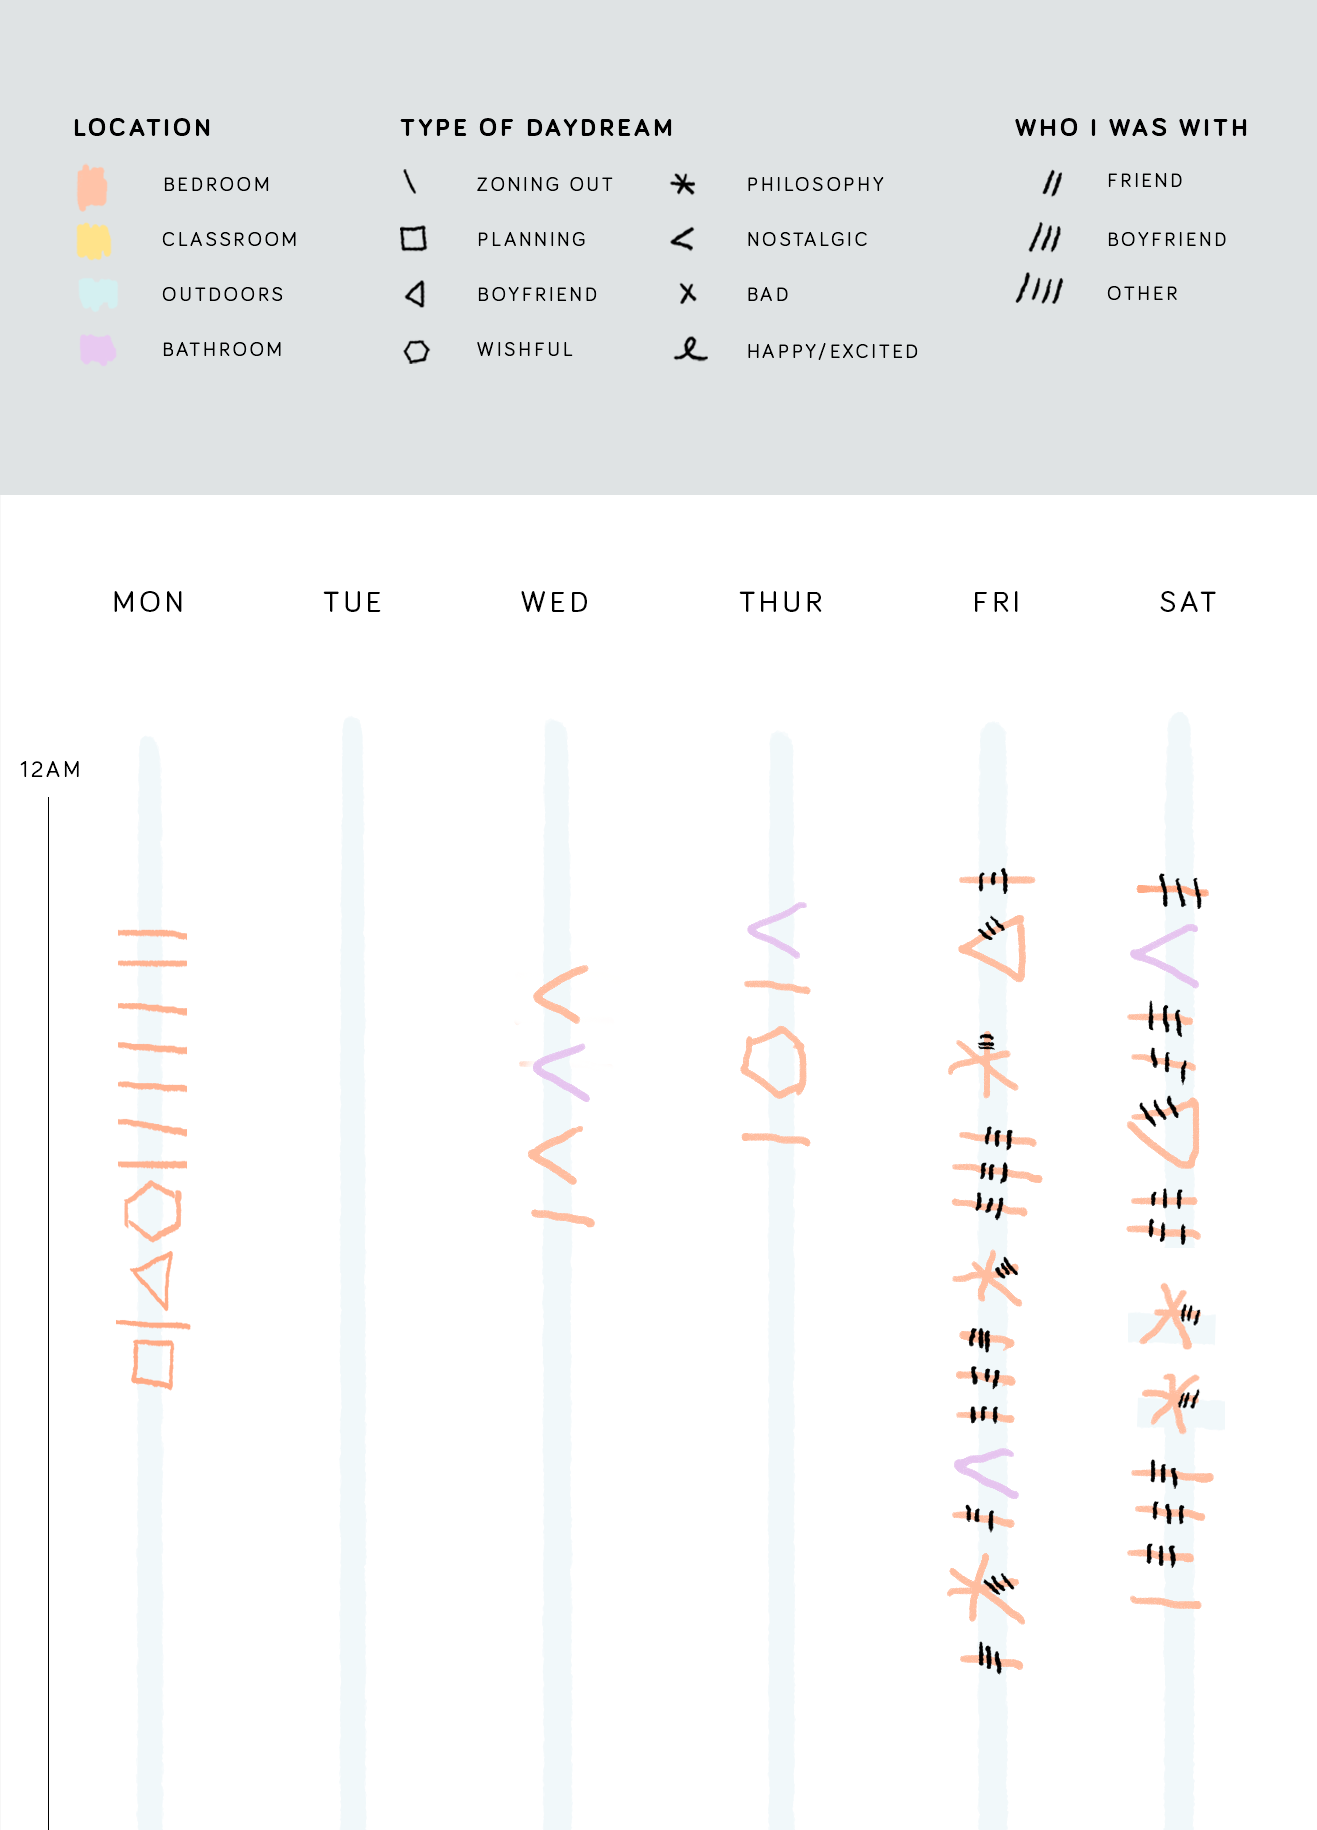 LOCATION
BEDROOM
CLASSROOM
OUTDOORS
BATHROOM
TYPE OF DAYDREAM
ZONING OUT
PLANNING
BOYFRIEND
WISHFUL
PHILOSOPHY
NOSTALGIC
BAD
HAPPY/EXCITED
WHO I WAS WITH
FRIEND
BOYFRIEND
OTHER
MON TUE WED THUR FRI SAT
12AM